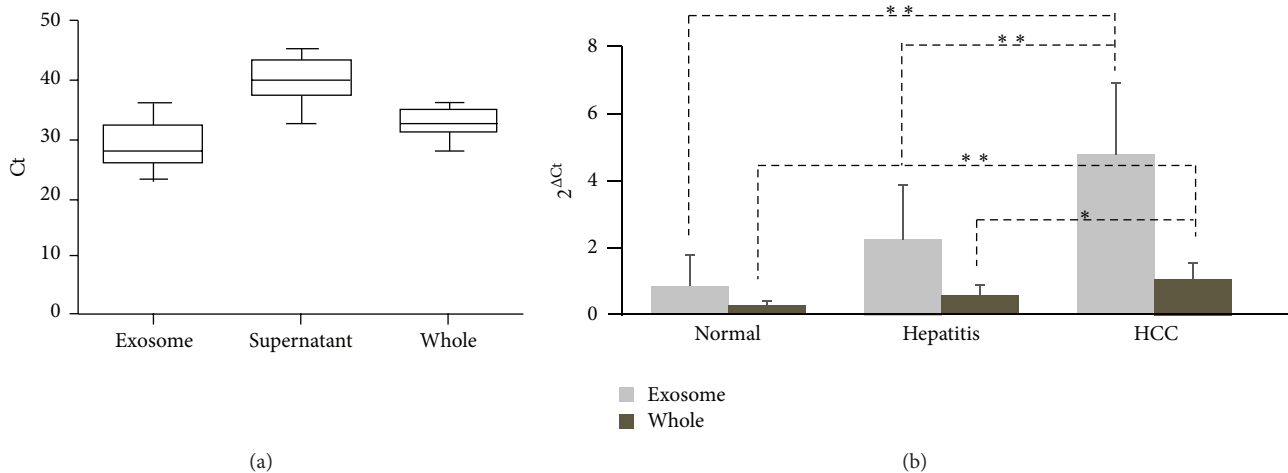 50
40
30
20
10
0
Ct
Exosome Supernatant Whole
(a)
8
6
4
2
0
2^ΔCt
**
**
**
*
Normal Hepatitis HCC
Exosome
Whole
(b)